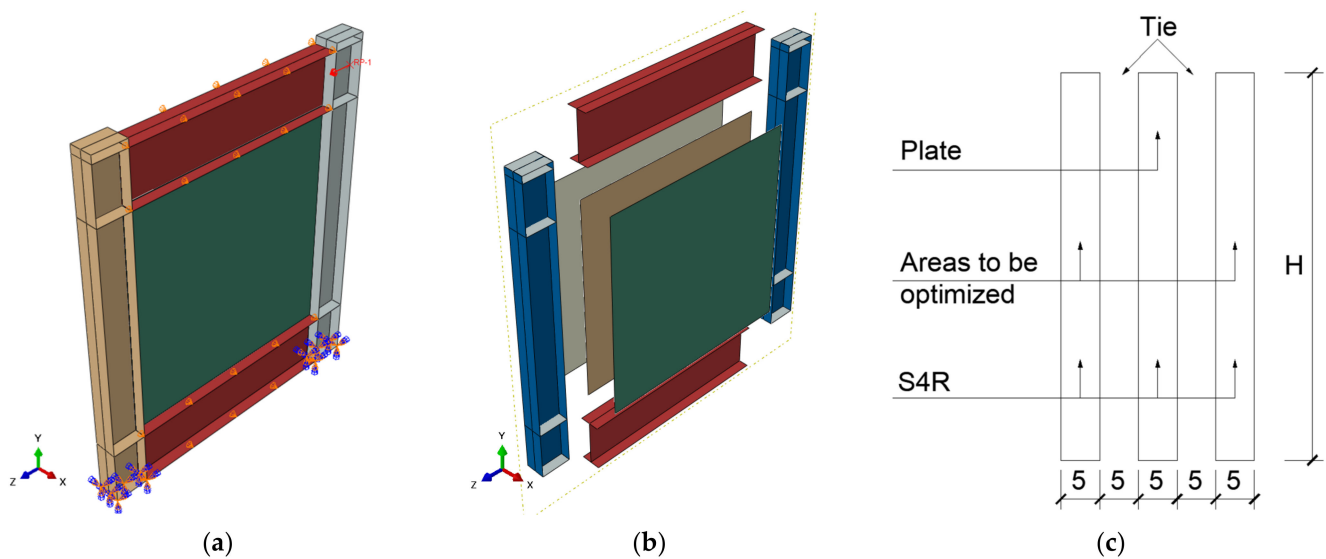 RP-1
Y
Z
X
(a)
Y
Z
X
(b)
Tie
Plate
Areas to be
optimized
S4R
H
5 5 5 5 5
(c)